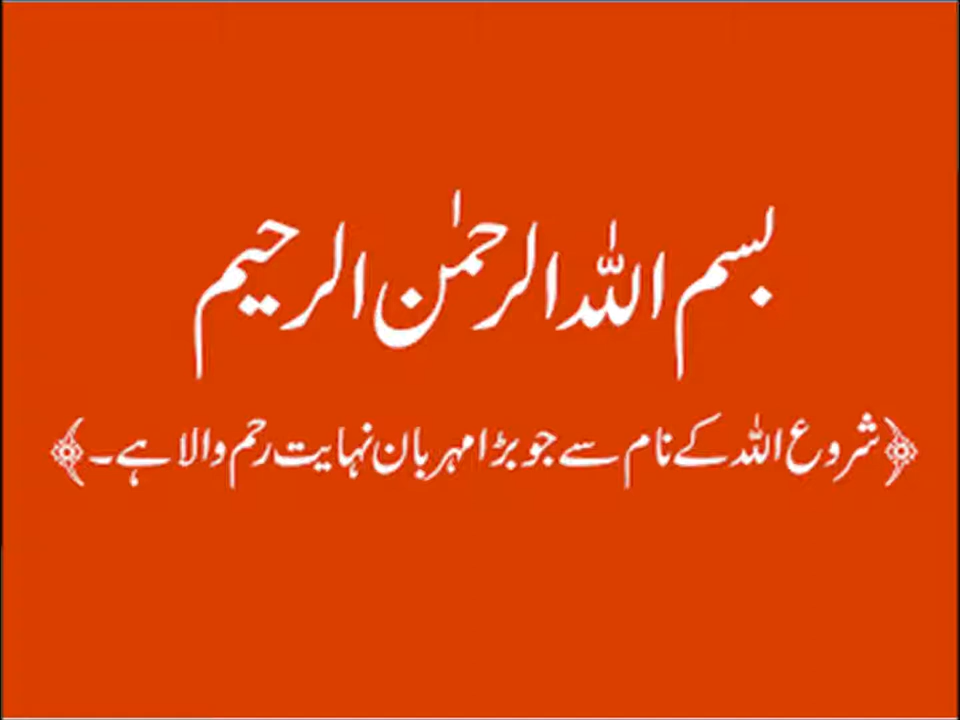 بسم اللہ الرحمٰن الرحیم
﴿شروع اللہ کے نام سے جو بڑا مہربان نہایت رحم والا ہے۔﴾